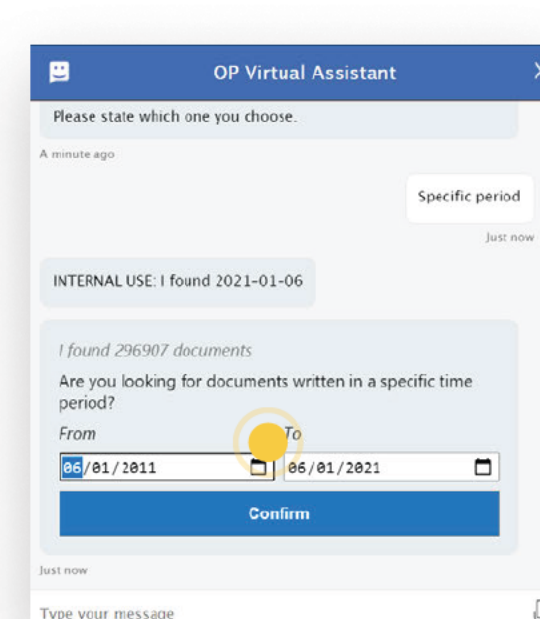 OP Virtual Assistant
Please state which one you choose.
A minute ago
Specific period
Just now
INTERNAL USE: I found 2021-01-06
I found 296907 documents
Are you looking for documents written in a specific time
period?
From To
06/01/2011 06/01/2021
Confirm
Just now
Type your message